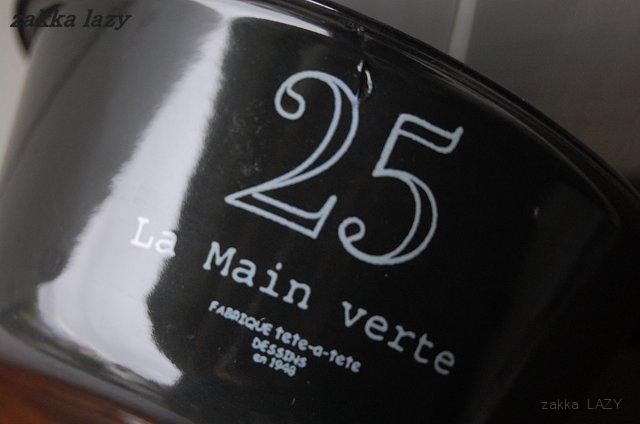 zakka lazy
25
La Main verte
FABRIQUE tete-a-tete
DESSINS
en 1948
zakka LAZY